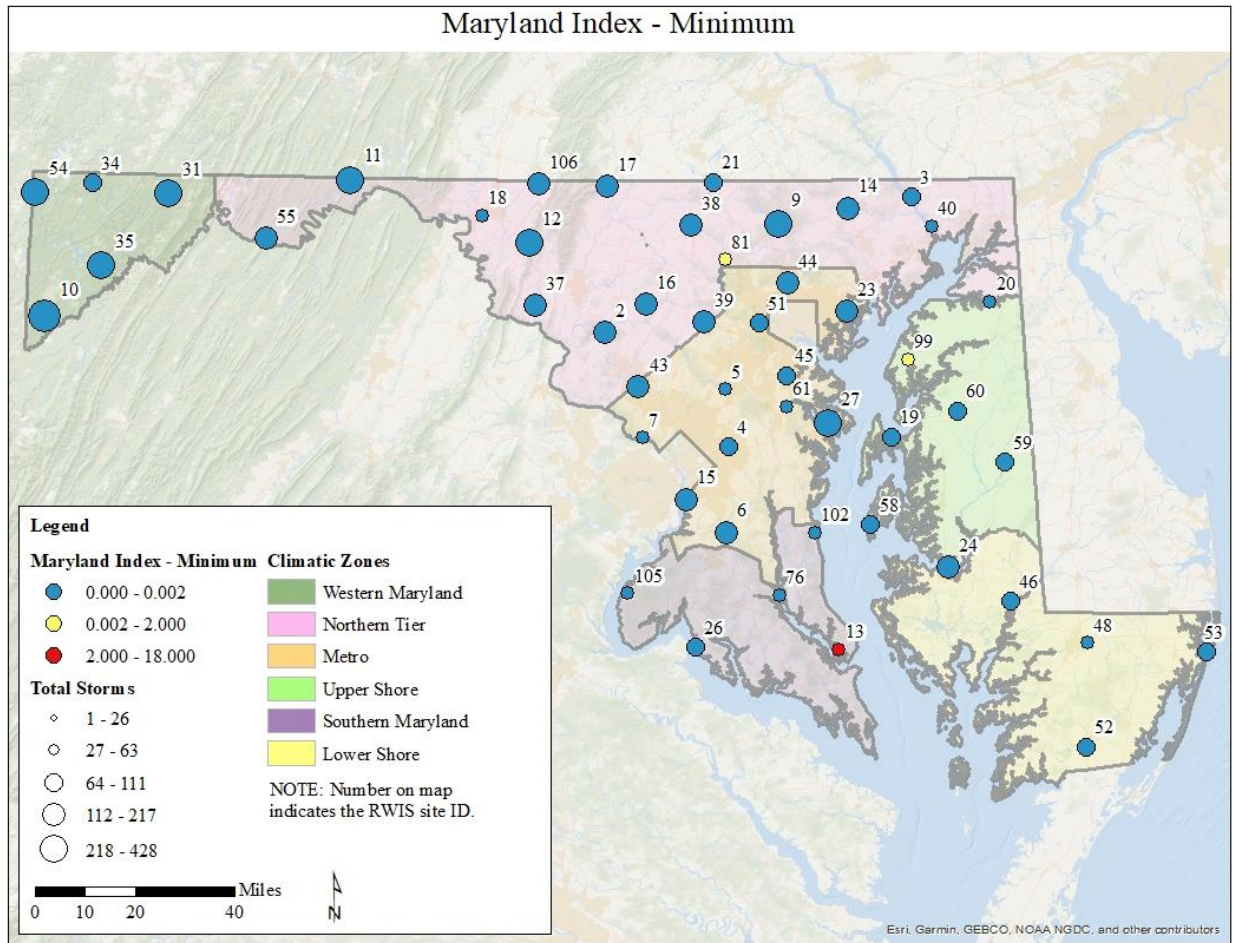 Maryland Index - Minimum
11
54
34
31
106
17
21
18
12
38
9
14
3
40
55
35
81
10
37
16
44
23
20
2
39
51
99
43
5
45
61
27
60
7
4
19
59
15
6
102
58
24
105
76
46
26
13
48
53
52
Legend
Maryland Index - Minimum
0.000 - 0.002
0.002 - 2.000
2.000 - 18.000
Total Storms
1 - 26
27 - 63
64 - 111
112 - 217
218 - 428
Climatic Zones
Western Maryland
Northern Tier
Metro
Upper Shore
Southern Maryland
Lower Shore
NOTE: Number on map
indicates the RWIS site ID.
Miles
0 10 20 40
N
Esri, Garmin, GEBCO, NOAA NGDC, and other contributors